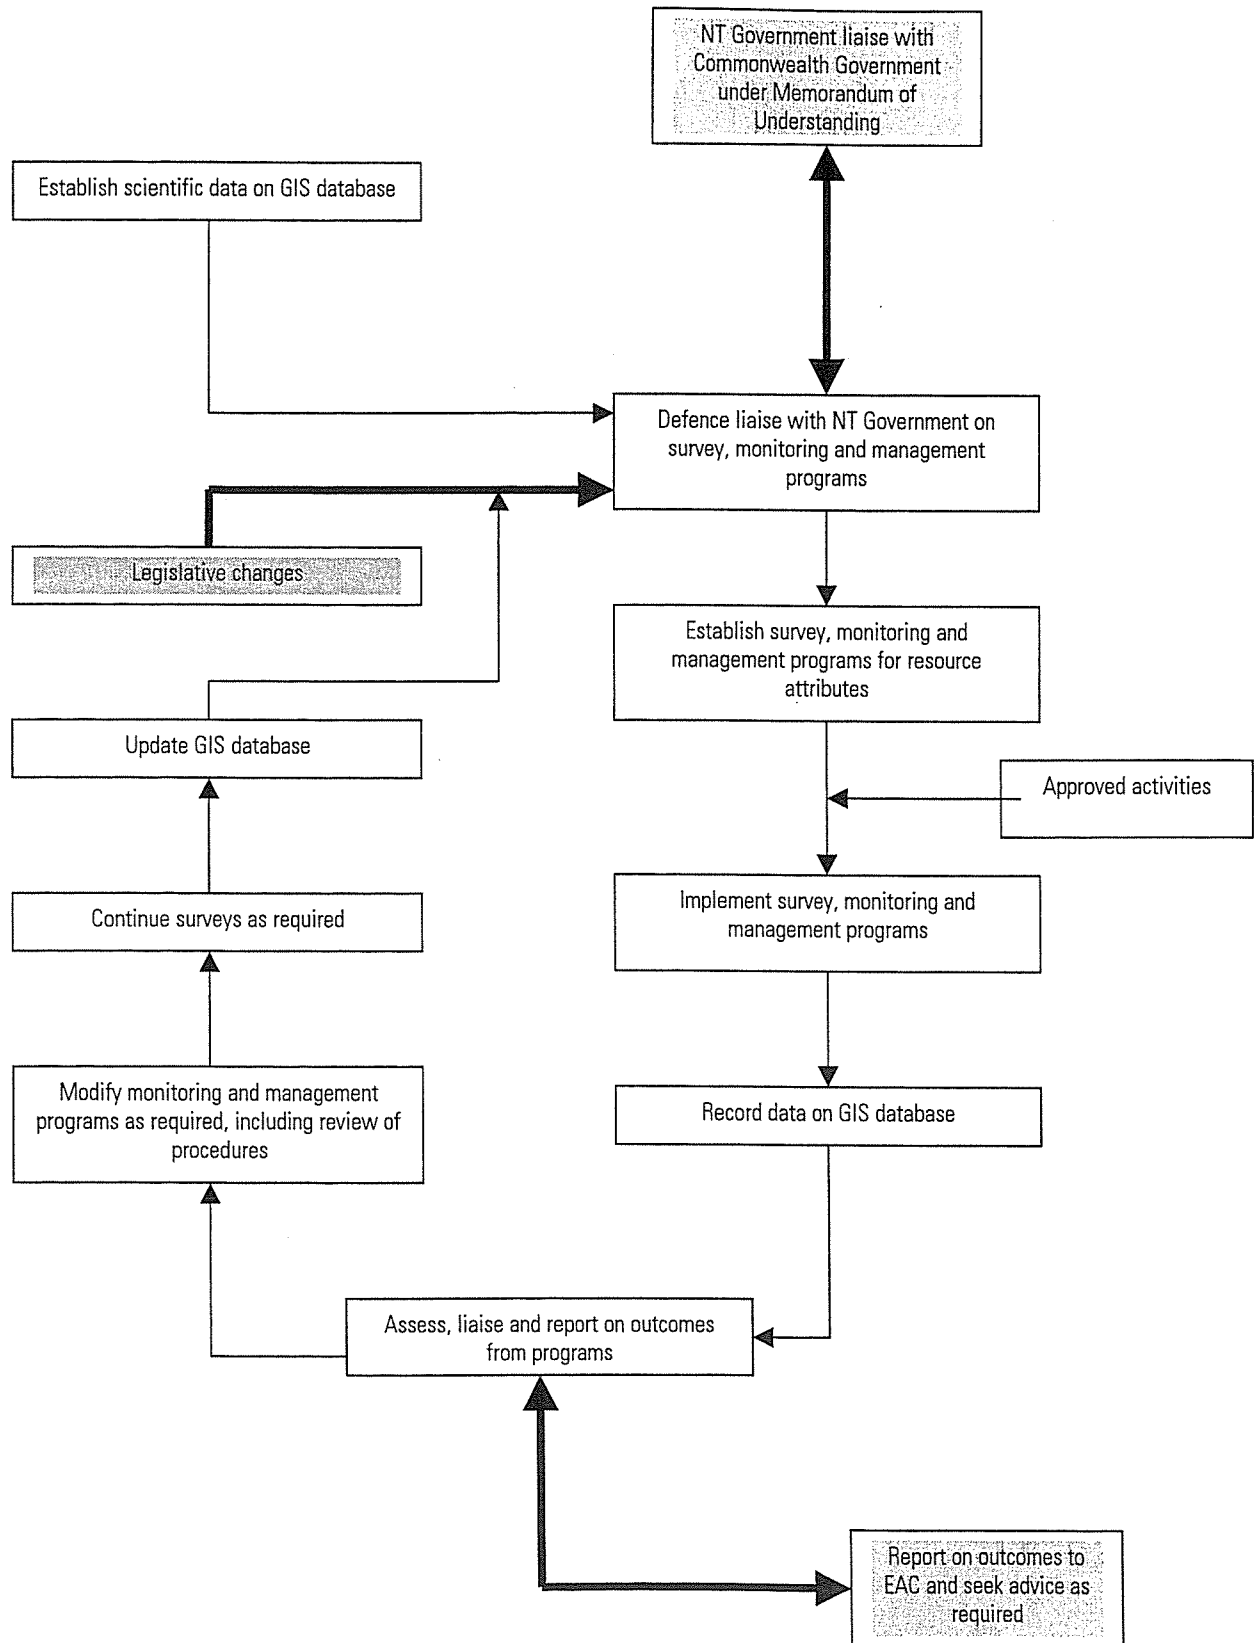 NT Government liaise with
Commonwealth Government
under Memorandum of
Understanding
Establish scientific data on GIS database
Defence liaise with NT Government on
survey, monitoring and management
programs
Legislative changes
Establish survey, monitoring and
management programs for resource
attributes
Update GIS database
Approved activities
Implement survey, monitoring and
management programs
Continue surveys as required
Modify monitoring and management
programs as required, including review of
procedures
Record data on GIS database
Assess, liaise and report on outcomes
from programs
Report on outcomes to
EAC and seek advice as
required